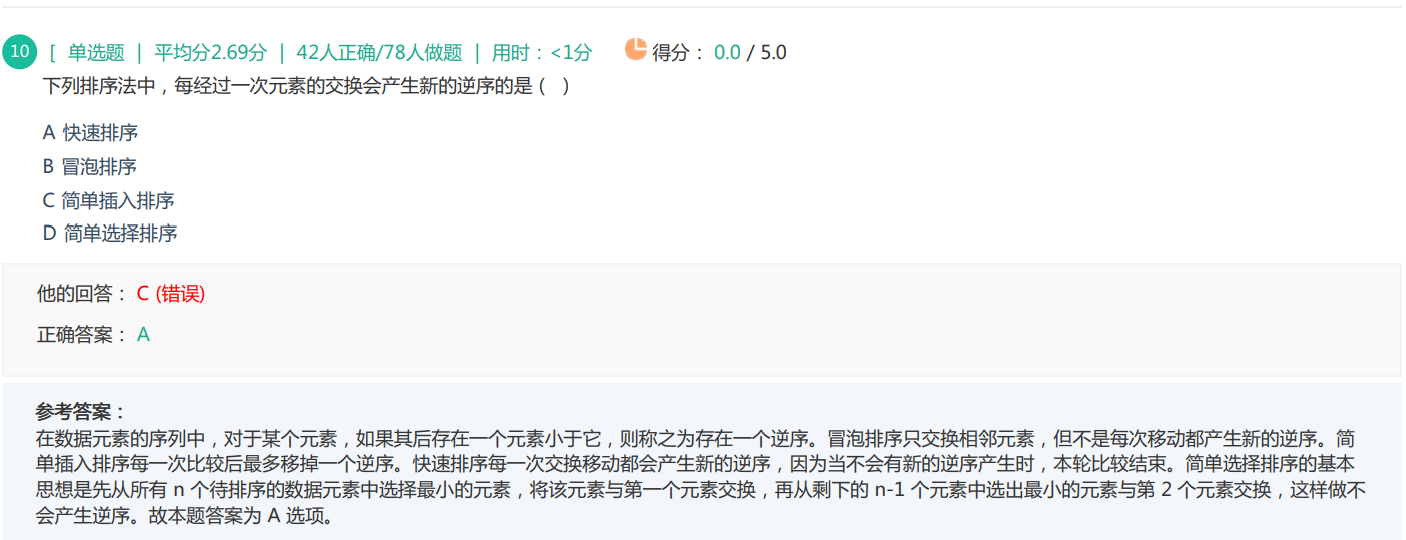 10 [ 单选题 | 平均分2.69分 | 42人正确/78人做题 | 用时：<1分 得分： 0.0 / 5.0
下列排序法中，每经过一次元素的交换会产生新的逆序的是 ( )
A 快速排序
B 冒泡排序
C 简单插入排序
D 简单选择排序
他的回答： C (错误)
正确答案： A
参考答案：
在数据元素的序列中，对于某个元素，如果其后存在一个元素小于它，则称之为存在一个逆序。冒泡排序只交换相邻元素，但不是每次移动都产生新的逆序。简
单插入排序每一次比较后最多移掉一个逆序。快速排序每一次交换移动都会产生新的逆序，因为当不会有新的逆序产生时，本轮比较结束。简单选择排序的基本
思想是先从所有 n 个待排序的数据元素中选择最小的元素，将该元素与第一个元素交换，再从剩下的 n-1 个元素中选出最小的元素与第 2 个元素交换，这样做不
会产生逆序。故本题答案为 A 选项。